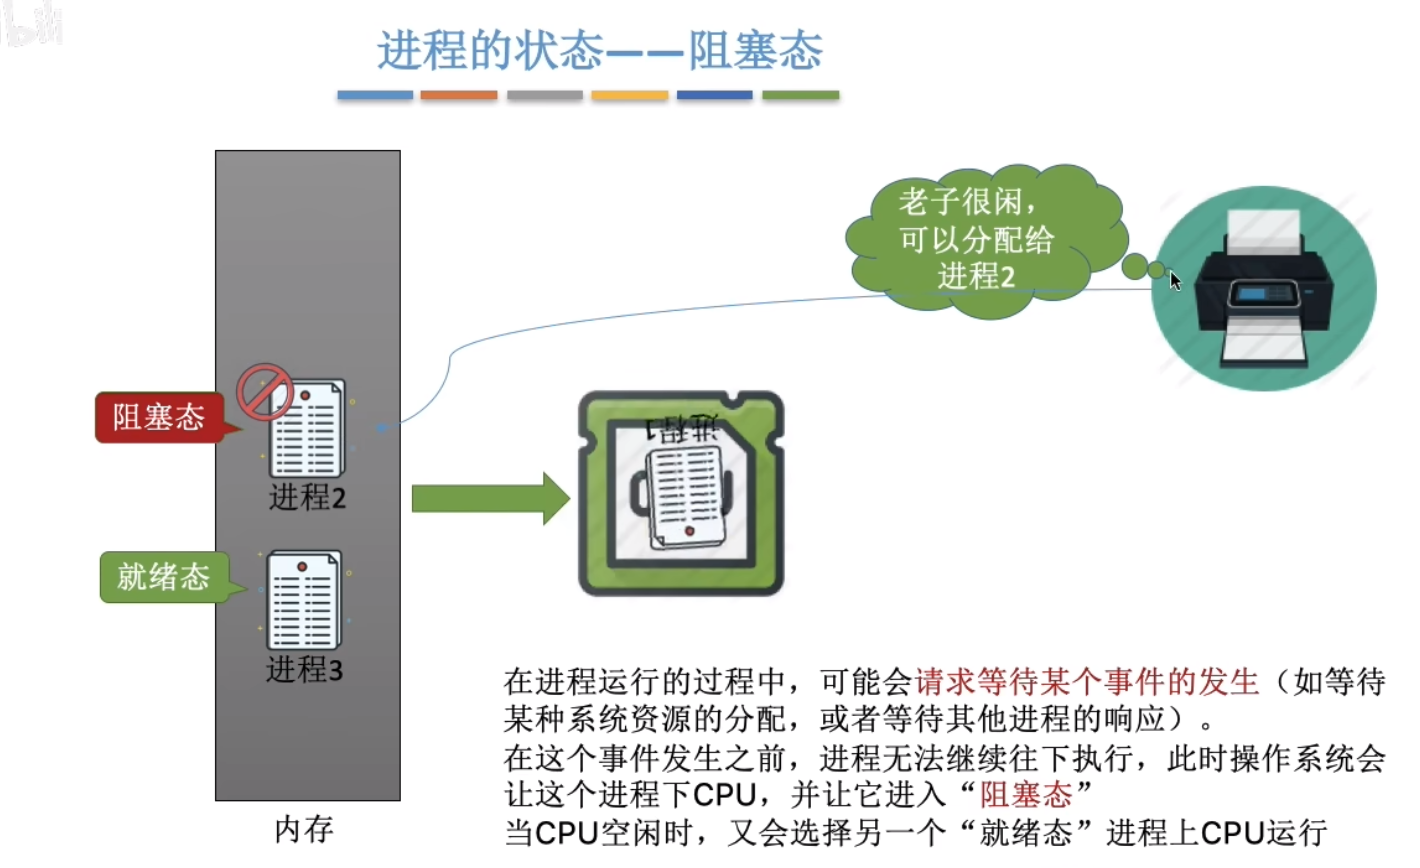 进程的状态——阻塞态
老子很闲，
可以分配给
进程2
阻塞态
进程2
进程1
就绪态
进程3
内存
在进程运行的过程中，可能会请求等待某个事件的发生（如等待
某种系统资源的分配，或者等待其他进程的响应）。
在这个事件发生之前，进程无法继续往下执行，此时操作系统会
让这个进程下CPU，并让它进入“阻塞态”
当CPU空闲时，又会选择另一个“就绪态”进程上CPU运行